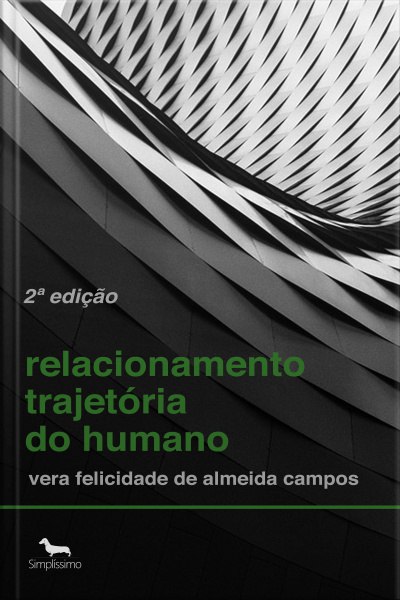 2ª edição
relacionamento
trajetória
do humano
vera felicidade de almeida campos
Simplíssimo